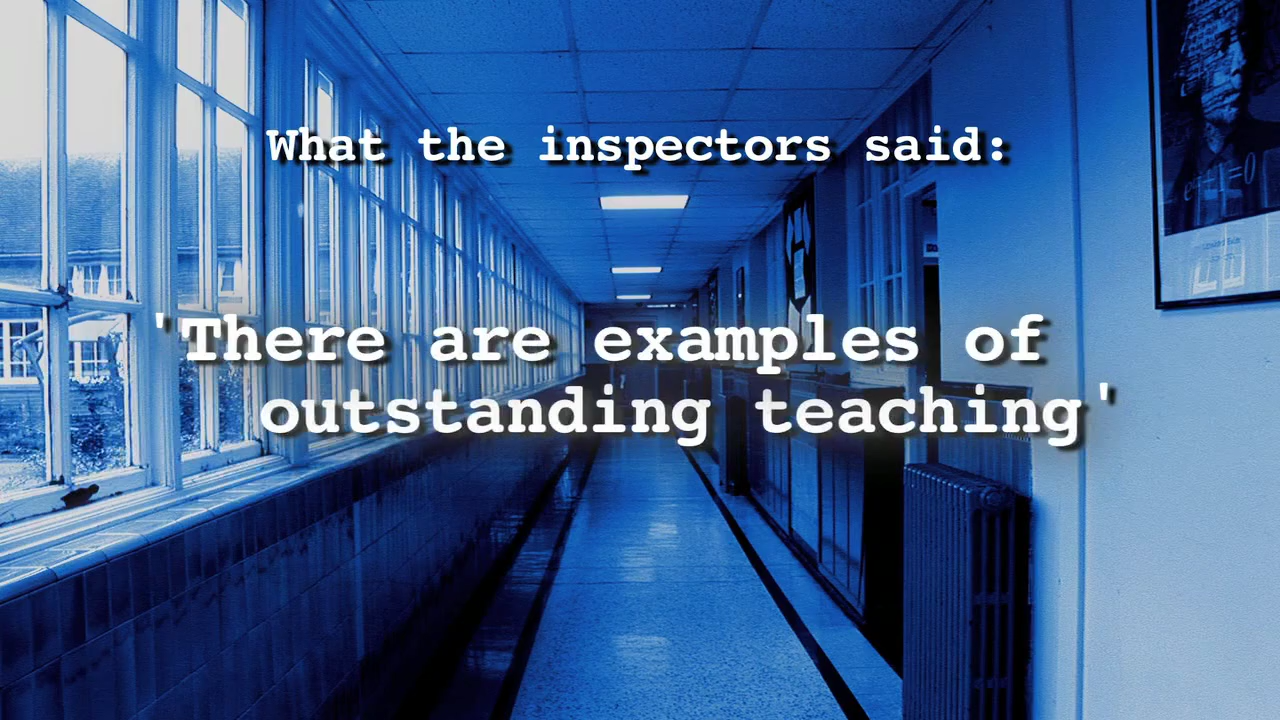 What the inspectors said:
'There are examples of
outstanding teaching'